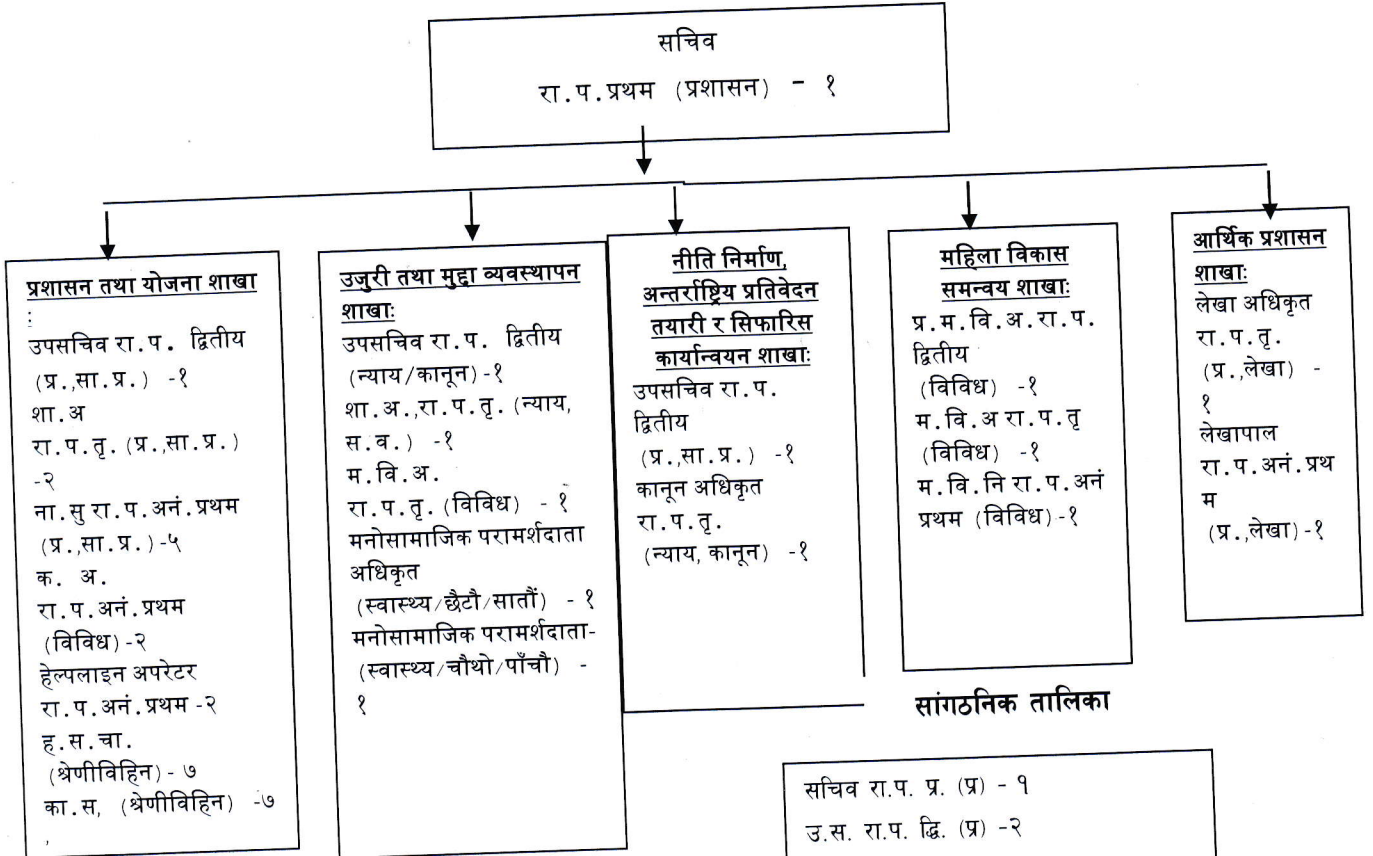 सचिव
रा.प.प्रथम (प्रशासन) - १
प्रशासन तथा योजना शाखा
:
उपसचिव रा.प. द्वितीय
(प्र.,सा.प्र.) -१
शा.अ
रा.प.तृ. (प्र.,सा.प्र.)
-२
ना.सु रा.प.अनं.प्रथम
(प्र.,सा.प्र.)-५
क. अ.
रा.प.अनं.प्रथम
(विविध)-२
हेल्पलाइन अपरेटर
रा.प.अनं.प्रथम-२
ह.स.चा.
(श्रेणीविहिन)- ७
का.स, (श्रेणीविहिन) -७
,
उजुरी तथा मुद्दा व्यवस्थापन
शाखाः
उपसचिव रा.प. द्वितीय
(न्याय/कानून)-१
शा.अ.,रा.प.तृ. (न्याय,
स.व.) -१
म.वि.अ.
रा.प.तृ. (विविध) - १
मनोसामाजिक परामर्शदाता
अधिकृत
(स्वास्थ्य/छैटौ/सातौं) - १
मनोसामाजिक परामर्शदाता-
(स्वास्थ्य/चौथो/पाँचौ) -
१
नीति निर्माण,
अन्तर्राष्ट्रिय प्रतिवेदन
तयारी र सिफारिस
कार्यान्वयन शाखाः
उपसचिव रा.प.
द्वितीय
(प्र.,सा.प्र.) -१
कानून अधिकृत
रा.प.तृ.
(न्याय, कानून) -१
महिला विकास
समन्वय शाखाः
प्र.म.वि.अ.रा.प.
द्वितीय
(विविध) -१
म.वि.अ रा.प.तृ
(विविध) -१
म.वि.नि रा.प.अनं
प्रथम (विविध)-१
आर्थिक प्रशासन
शाखाः
लेखा अधिकृत
रा.प.तृ.
(प्र.,लेखा) -
१
लेखापाल
रा.प.अनं.प्रथ
म
(प्र.,लेखा)-१
सांगठनिक तालिका
सचिव रा.प. प्र. (प्र) - १
उ.स. रा.प. द्धि. (प्र) -२